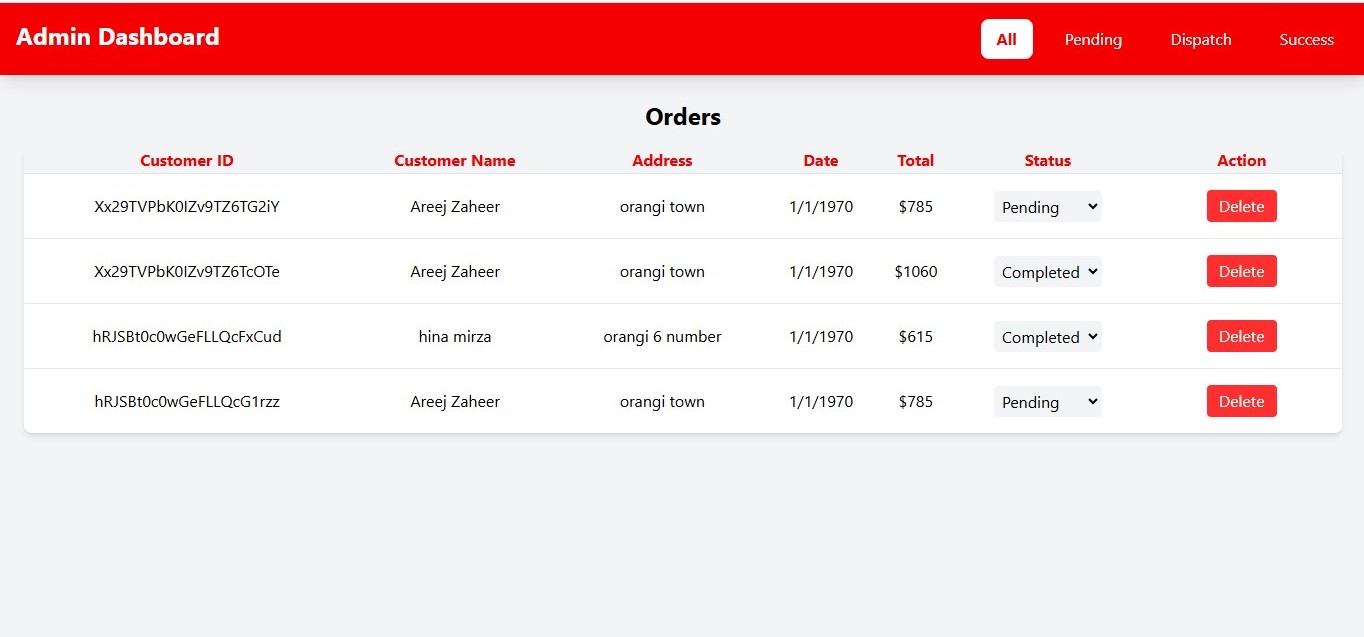 Admin Dashboard All Pending Dispatch Success
Orders
Customer ID Customer Name Address Date Total Status Action
Xx29TVPbK0IZv9TZ6TG2iY Areej Zaheer orangi town 1/1/1970 $785 Pending Delete
Xx29TVPbK0IZv9TZ6TcOTe Areej Zaheer orangi town 1/1/1970 $1060 Completed Delete
hRJSBt0c0wGeFLLQcFxCud hina mirza orangi 6 number 1/1/1970 $615 Completed Delete
hRJSBt0c0wGeFLLQcG1rzz Areej Zaheer orangi town 1/1/1970 $785 Pending Delete